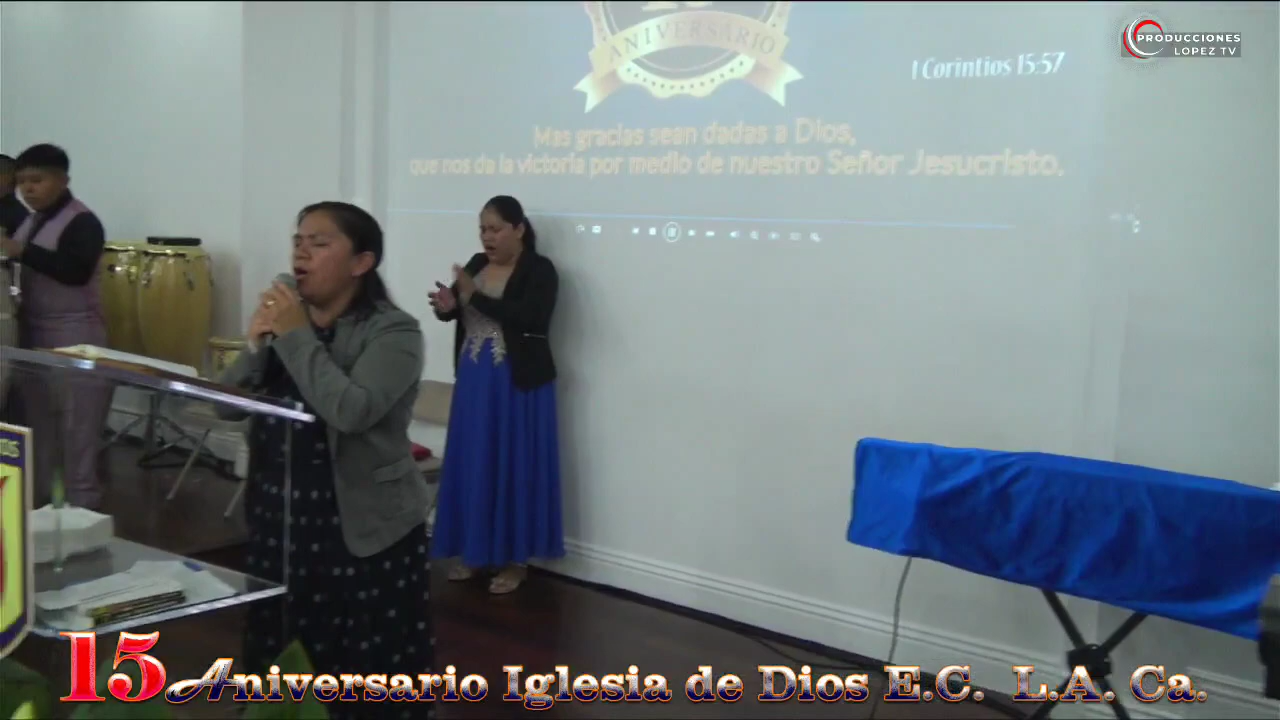 PRODUCCIONES
LOPEZ TV
ANIVERSARIO
1 Corintios 15:57
Mas gracias sean dadas a Dios,
que nos da la victoria por medio de nuestro Señor Jesucristo.
15 Aniversario Iglesia de Dios E.C. L.A. Ca.